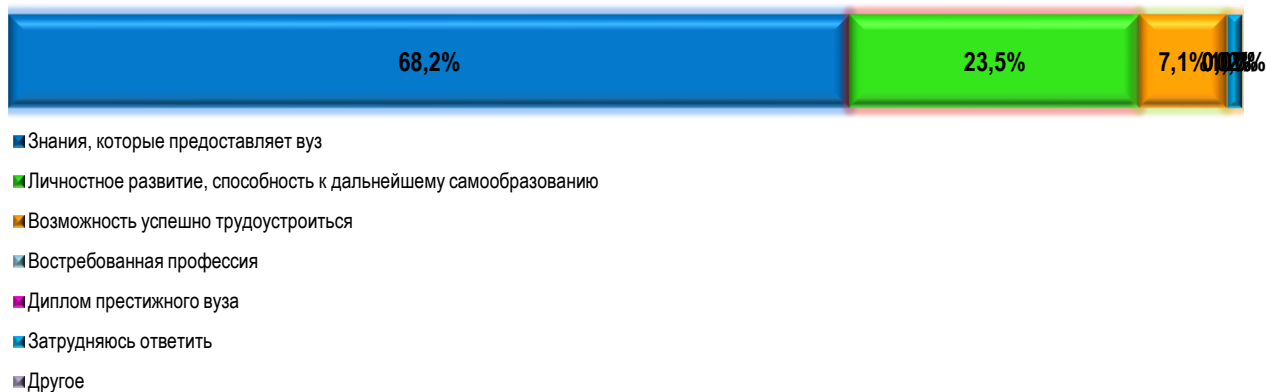 68,2% 23,5% 7,1%
Знания, которые предоставляет вуз
Личностное развитие, способность к дальнейшему самообразованию
Возможность успешно трудоустроиться
Востребованная профессия
Диплом престижного вуза
Затрудняюсь ответить
Другое